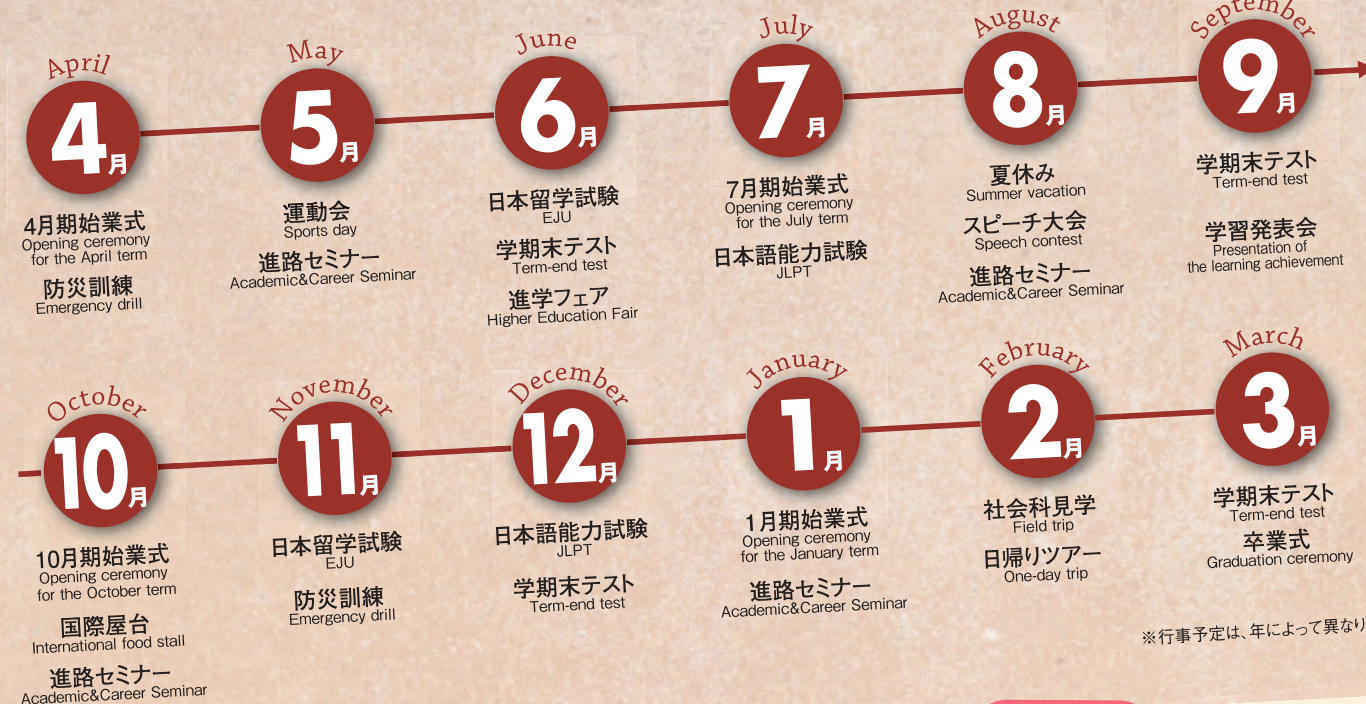 April
4月
4月期始業式
Opening ceremony
for the April term
防災訓練
Emergency drill
May
5月
運動会
Sports day
進路セミナー
Academic&Career Seminar
June
6月
日本留学試験
EJU
学期末テスト
Term-end test
進学フェア
Higher Education Fair
July
7月
7月期始業式
Opening ceremony
for the July term
日本語能力試験
JLPT
August
8月
夏休み
Summer vacation
スピーチ大会
Speech contest
進路セミナー
Academic&Career Seminar
September
9月
学期末テスト
Term-end test
学習発表会
Presentation of
the learning achievement
October
10月
10月期始業式
Opening ceremony
for the October term
国際屋台
International food stall
進路セミナー
Academic&Career Seminar
November
11月
日本留学試験
EJU
防災訓練
Emergency drill
December
12月
日本語能力試験
JLPT
学期末テスト
Term-end test
January
1月
1月期始業式
Opening ceremony
for the January term
進路セミナー
Academic&Career Seminar
February
2月
社会科見学
Field trip
日帰りツアー
One-day trip
March
3月
学期末テスト
Term-end test
卒業式
Graduation ceremony
※行事予定は、年によって異なり